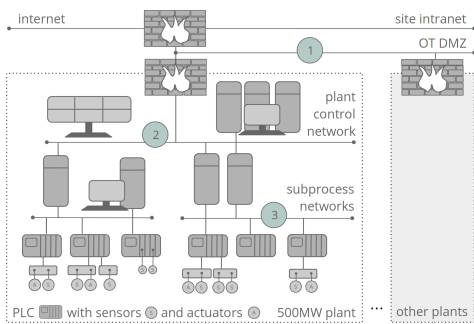 internet
site intranet
1
OT DMZ
plant
control
network
2
subprocess
networks
3
A S
S A S
S S
A S S S
S A
PLC with sensors S and actuators A 500MW plant
... other plants